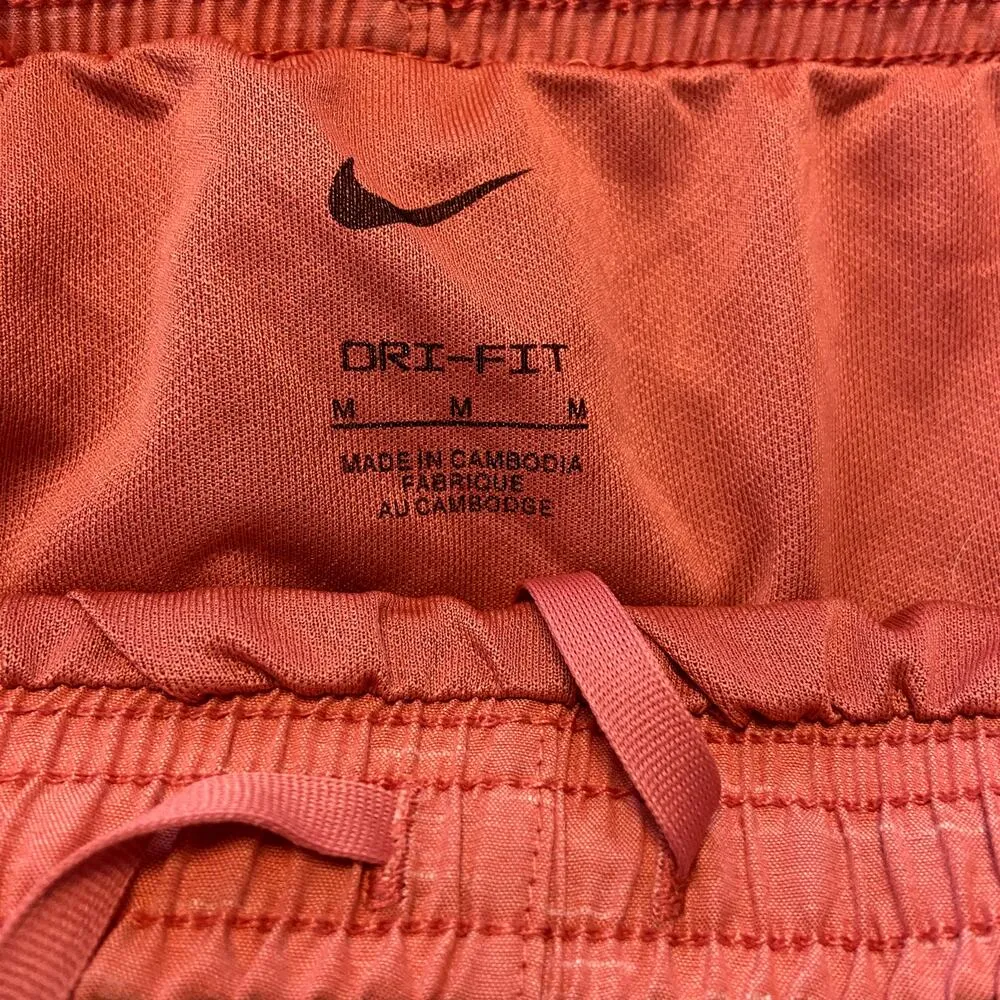 DRI-FIT
M M M
MADE IN CAMBODIA
FABRIQUE
AU CAMBODGE